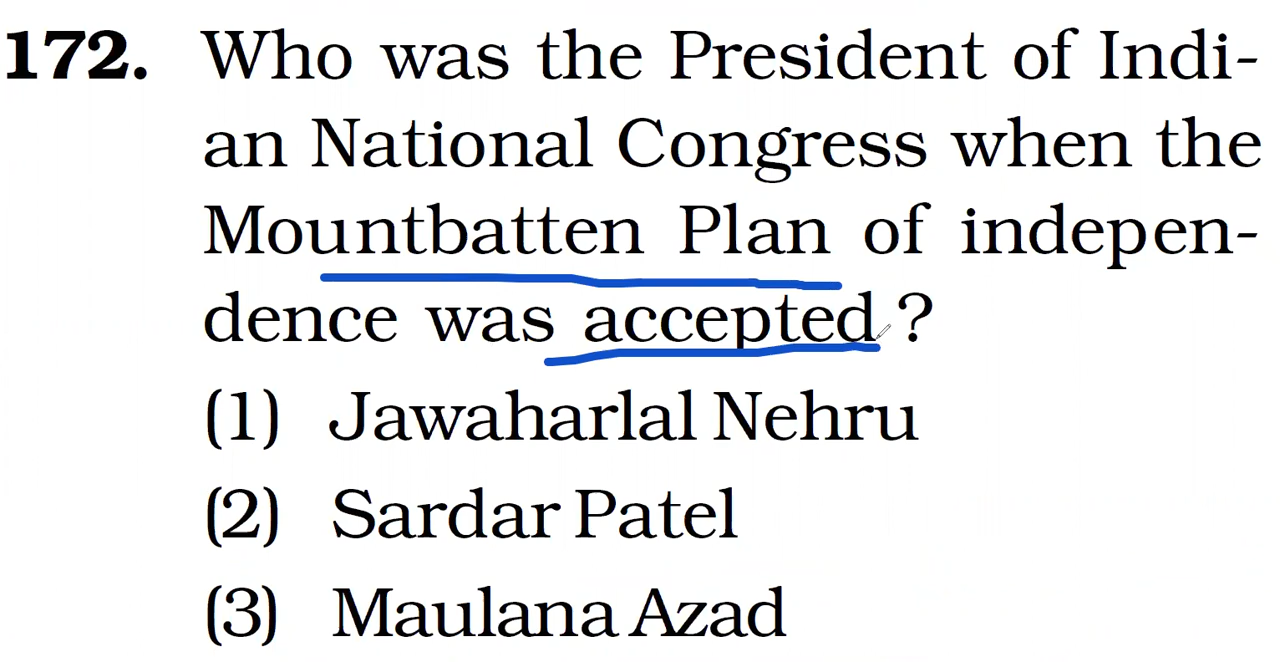 172. Who was the President of Indi-
an National Congress when the
Mountbatten Plan of indepen-
dence was accepted ?
(1) Jawaharlal Nehru
(2) Sardar Patel
(3) Maulana Azad